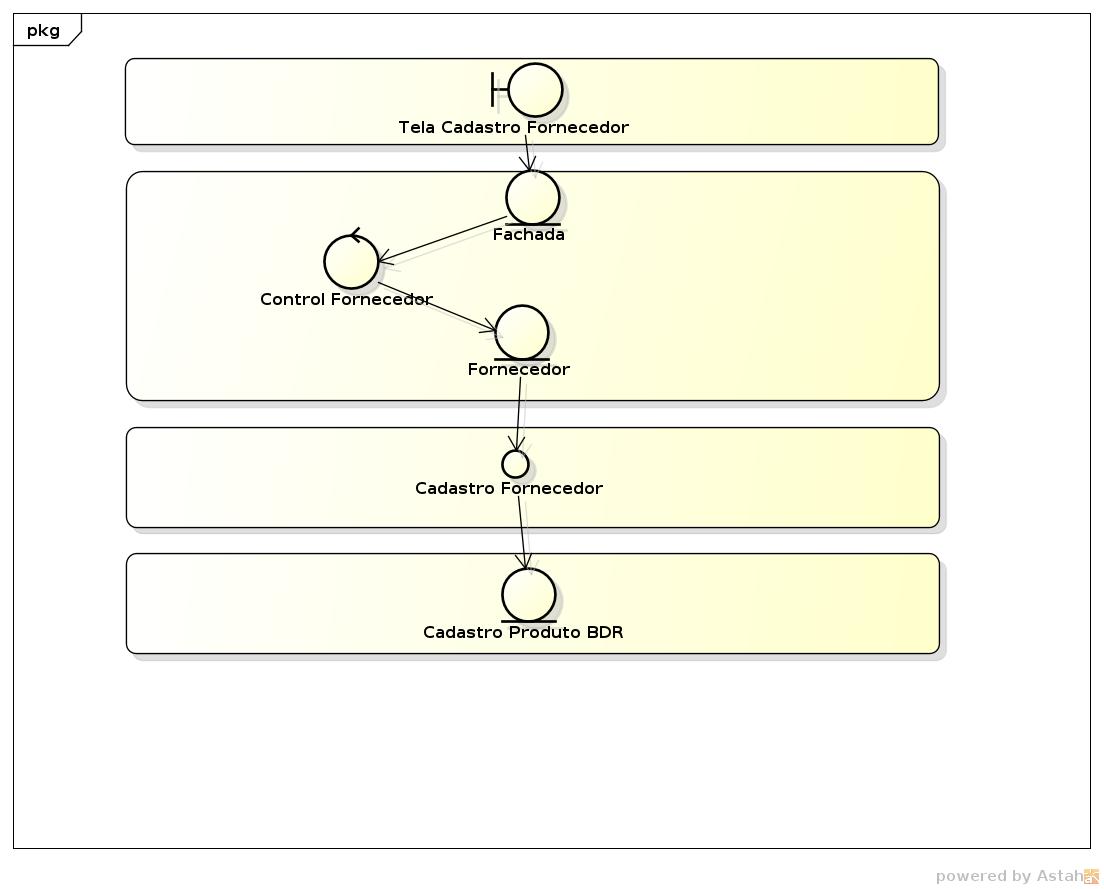 pkg
Tela Cadastro Fornecedor
Fachada
Control Fornecedor
Fornecedor
Cadastro Fornecedor
Cadastro Produto BDR
powered by Astah